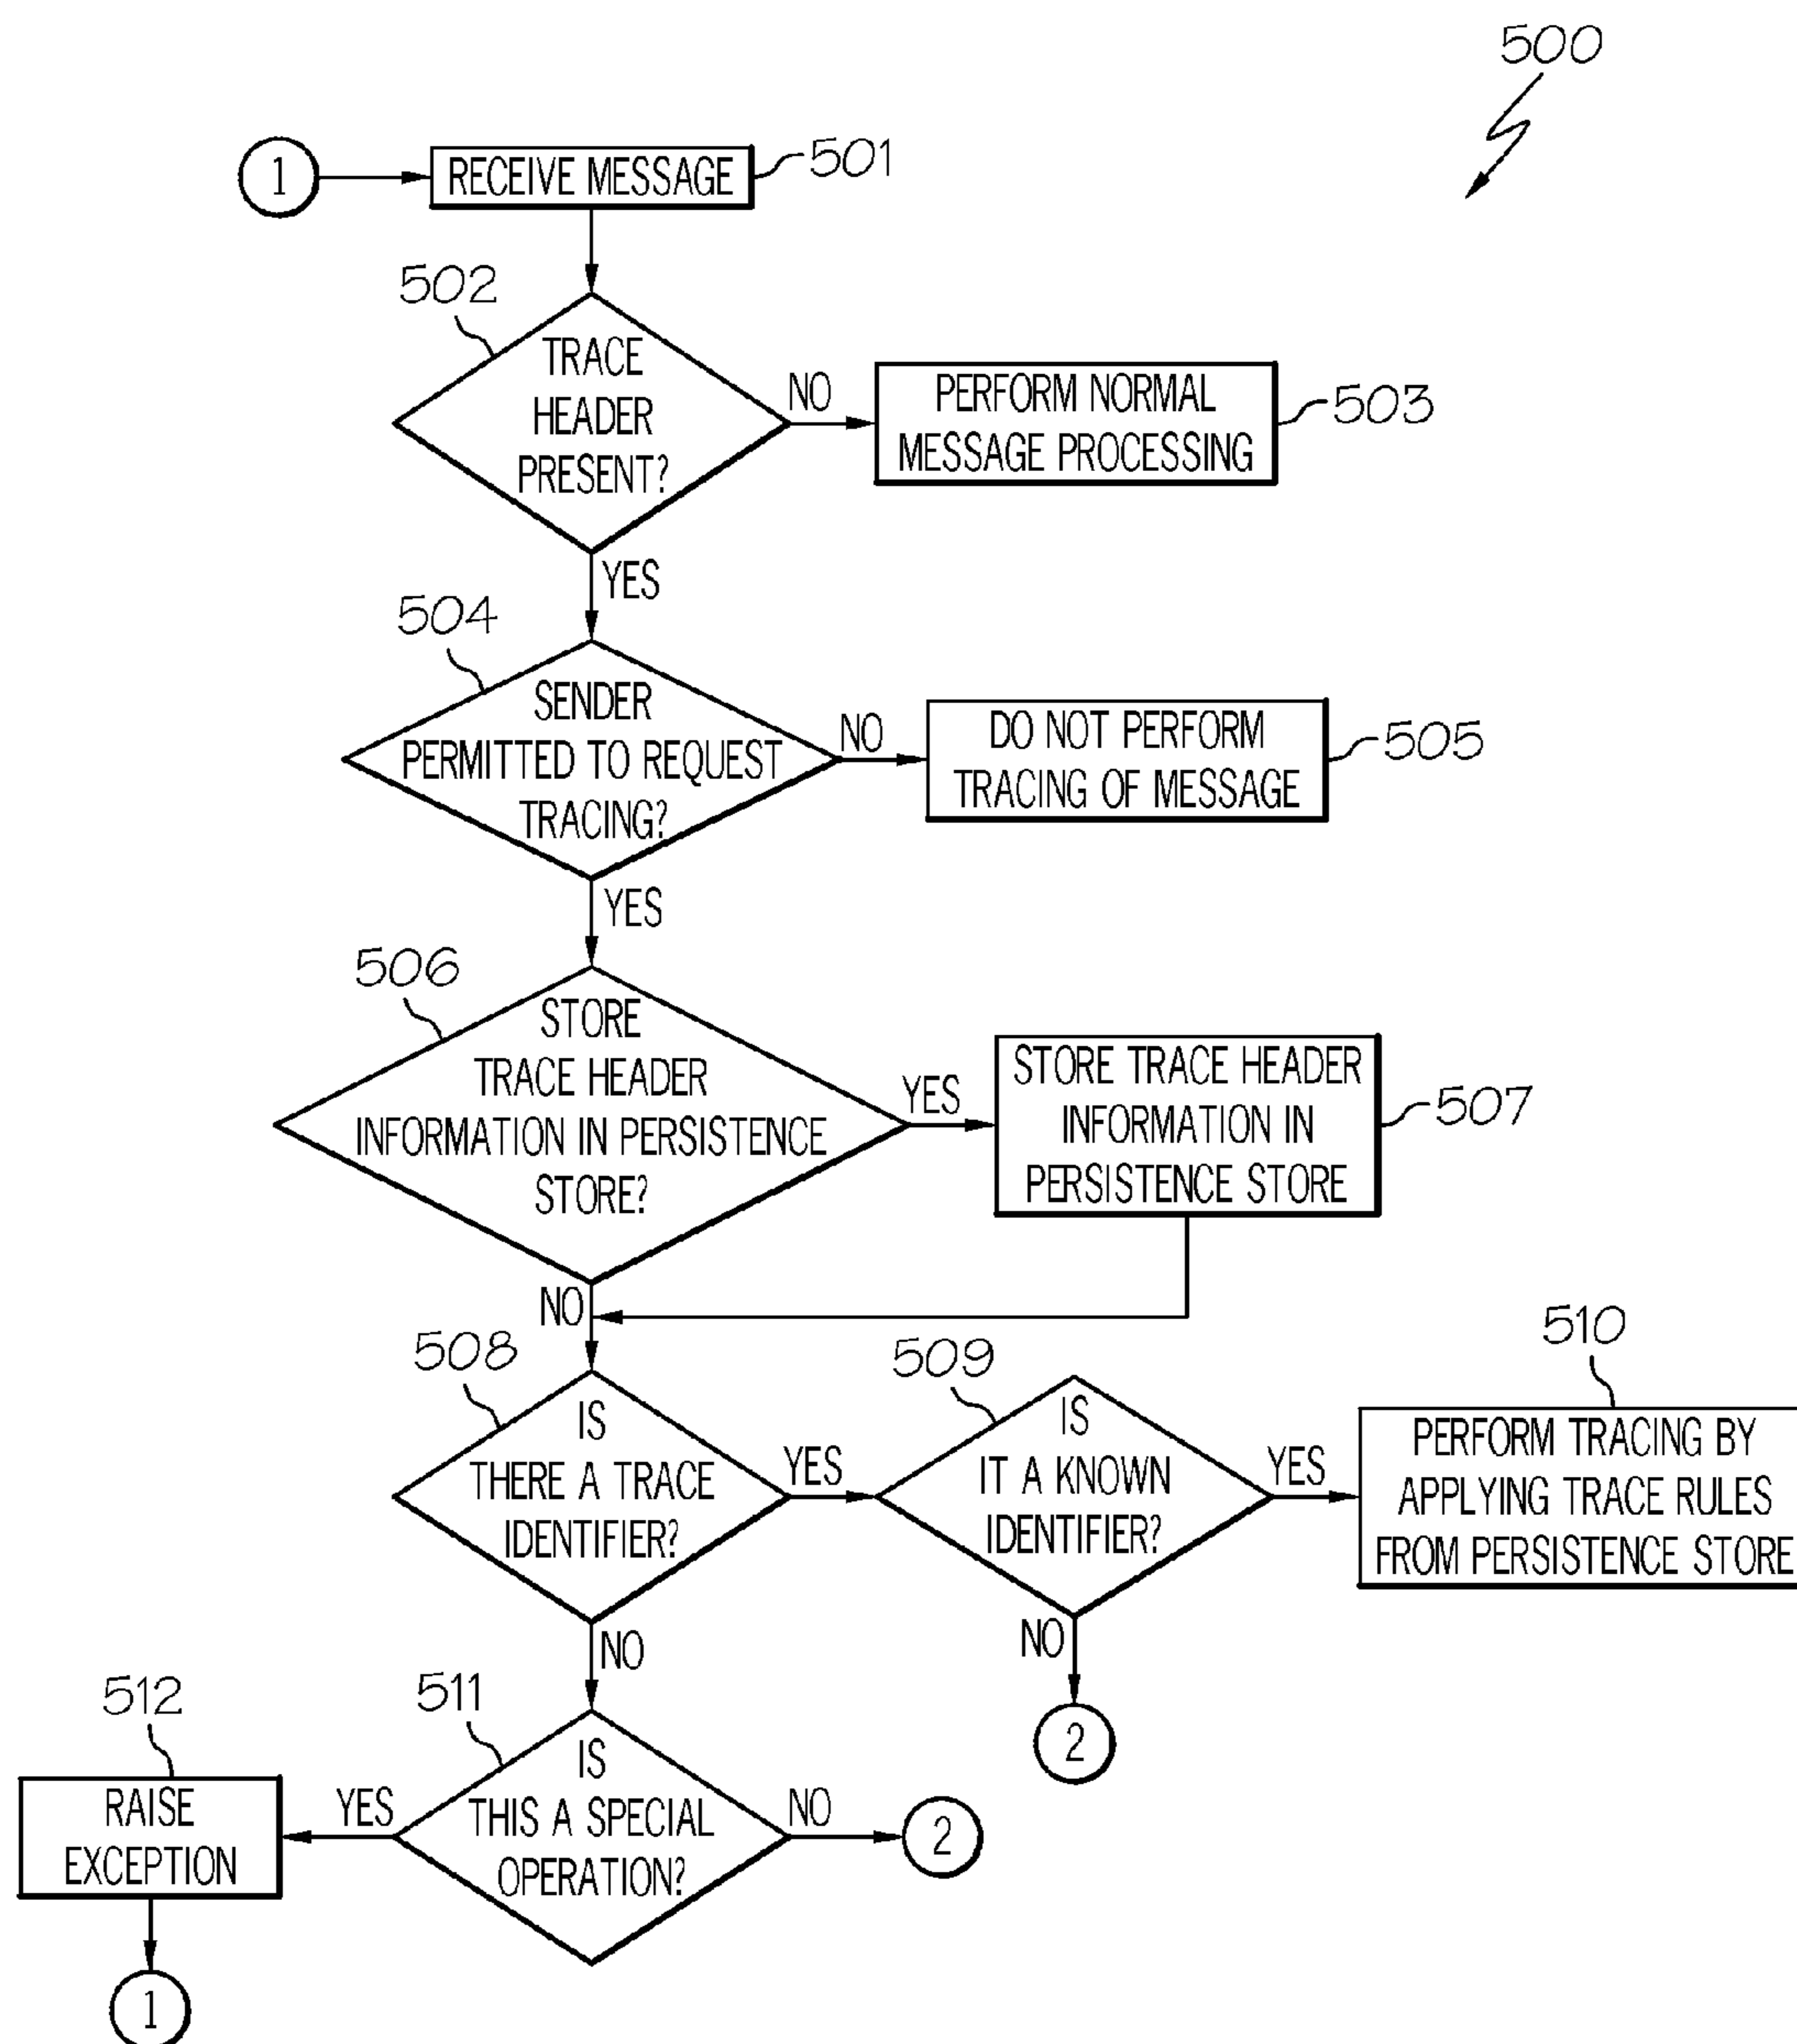 500
1
RECEIVE MESSAGE
501
502
TRACE
HEADER
PRESENT?
NO
PERFORM NORMAL
MESSAGE PROCESSING
503
YES
504
SENDER
PERMITTED TO REQUEST
TRACING?
NO
DO NOT PERFORM
TRACING OF MESSAGE
505
YES
506
STORE
TRACE HEADER
INFORMATION IN PERSISTENCE
STORE?
YES
STORE TRACE HEADER
INFORMATION IN
PERSISTENCE STORE
507
NO
508
IS
THERE A TRACE
IDENTIFIER?
YES
509
IS
IT A KNOWN
IDENTIFIER?
YES
510
PERFORM TRACING BY
APPLYING TRACE RULES
FROM PERSISTENCE STORE
NO
2
NO
511
IS
THIS A SPECIAL
OPERATION?
NO
2
YES
512
RAISE
EXCEPTION
1